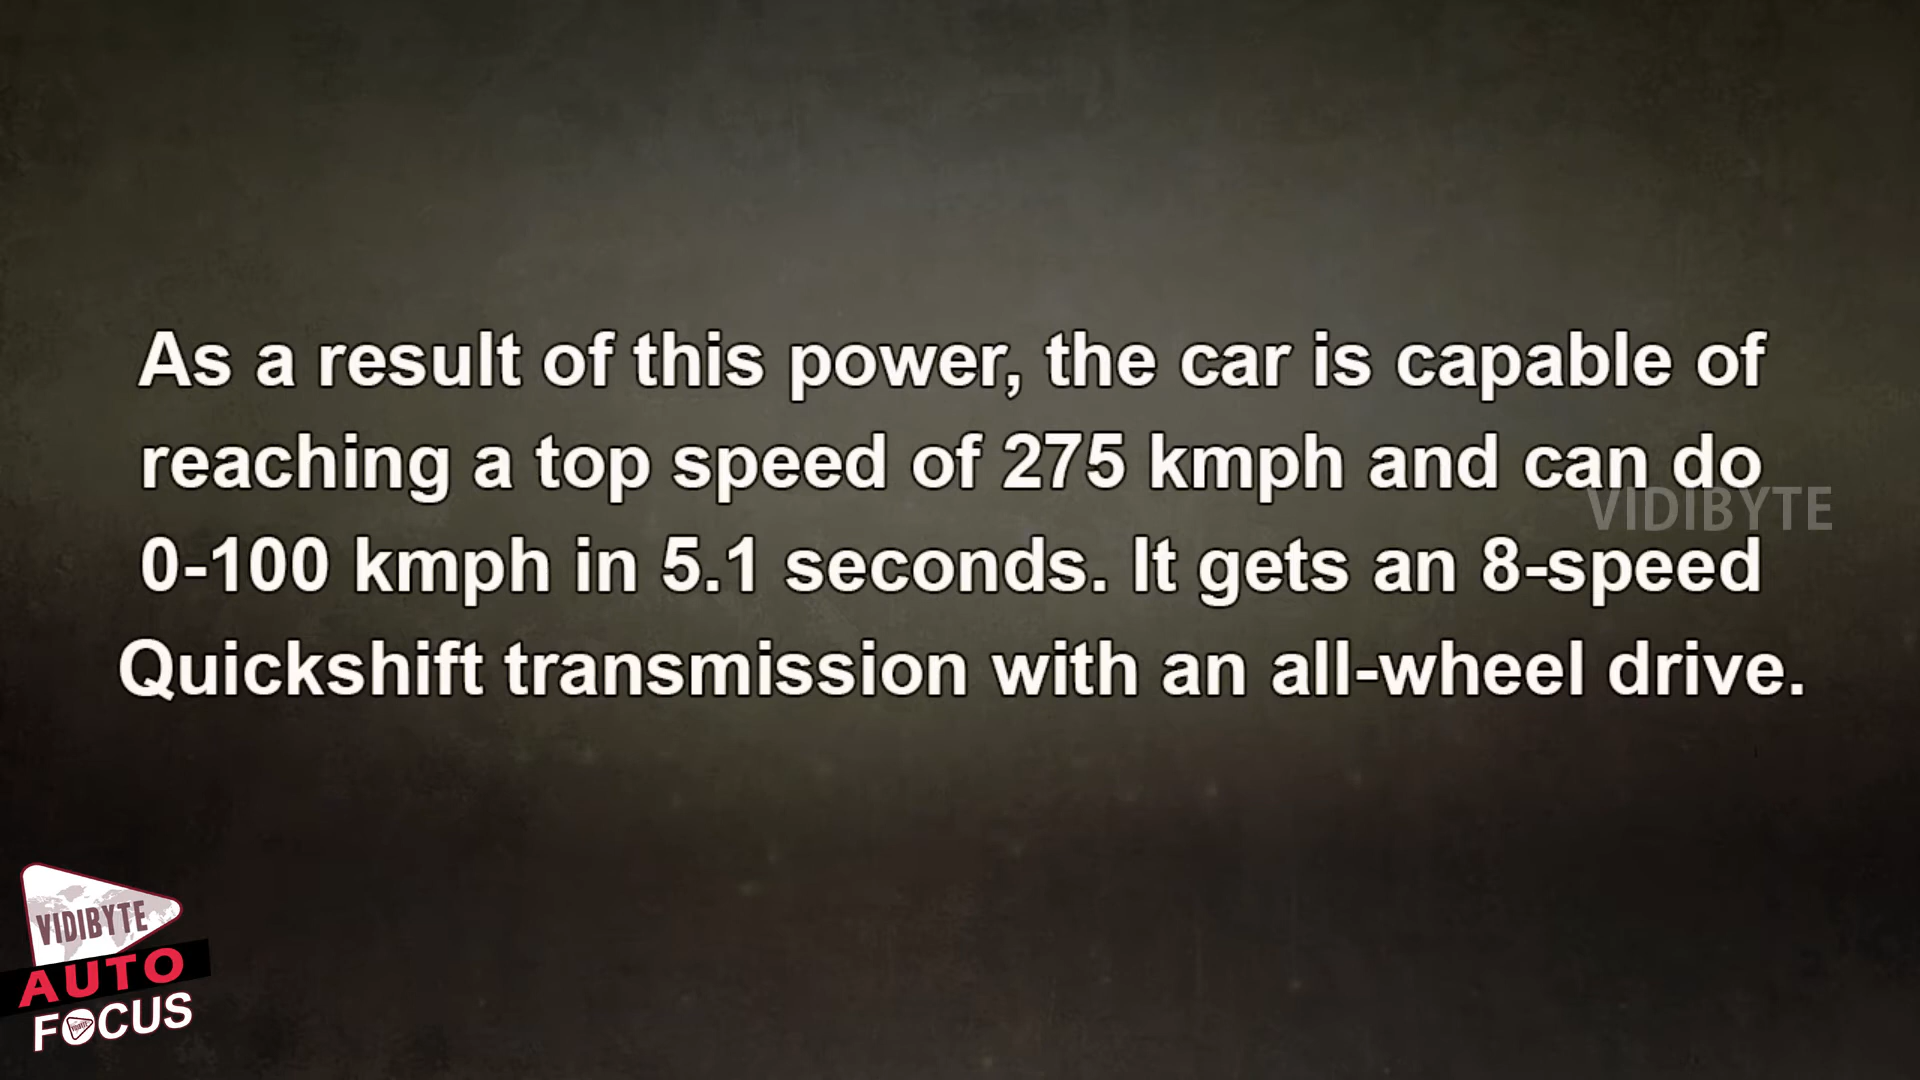 As a result of this power, the car is capable of
reaching a top speed of 275 kmph and can do
VIDIBYTE
0-100 kmph in 5.1 seconds. It gets an 8-speed
Quickshift transmission with an all-wheel drive.
VIDIBYTE
AUTO
FOCUS